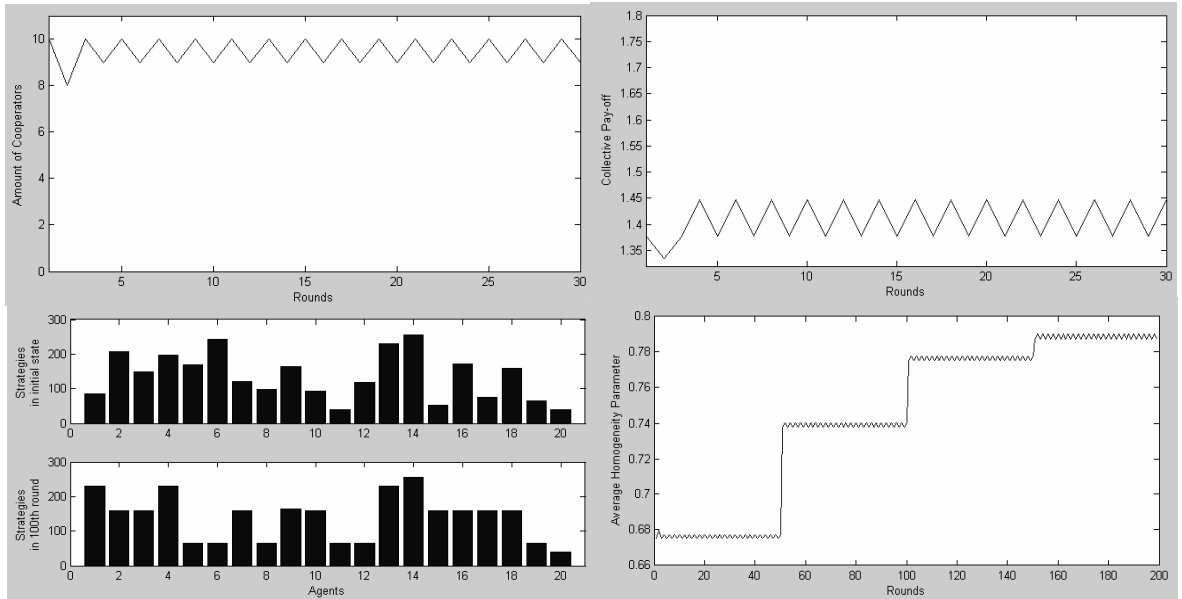 10
8
6
4
2
0
Amount of Cooperators
5 10 15 20 25 30
Rounds
1.8
1.75
1.7
1.65
1.6
1.55
1.5
1.45
1.4
1.35
Collective Pay-off
5 10 15 20 25 30
Rounds
300
200
100
0
Strategies
in initial state
0 2 4 6 8 10 12 14 16 18 20
300
200
100
0
Strategies
in 100th round
0 2 4 6 8 10 12 14 16 18 20
Agents
0.8
0.78
0.76
0.74
0.72
0.7
0.68
0.66
Average Homogeneity Parameter
0 20 40 60 80 100 120 140 160 180 200
Rounds